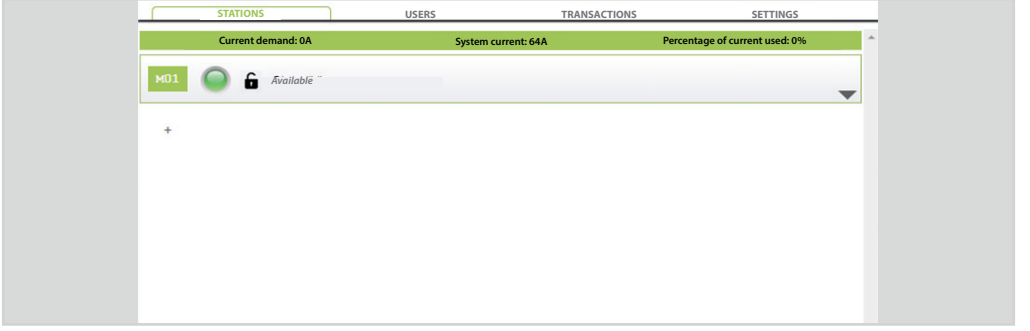 STATIONS USERS TRANSACTIONS SETTINGS
Current demand: 0A System current: 64A Percentage of current used: 0%
M01 Available
+